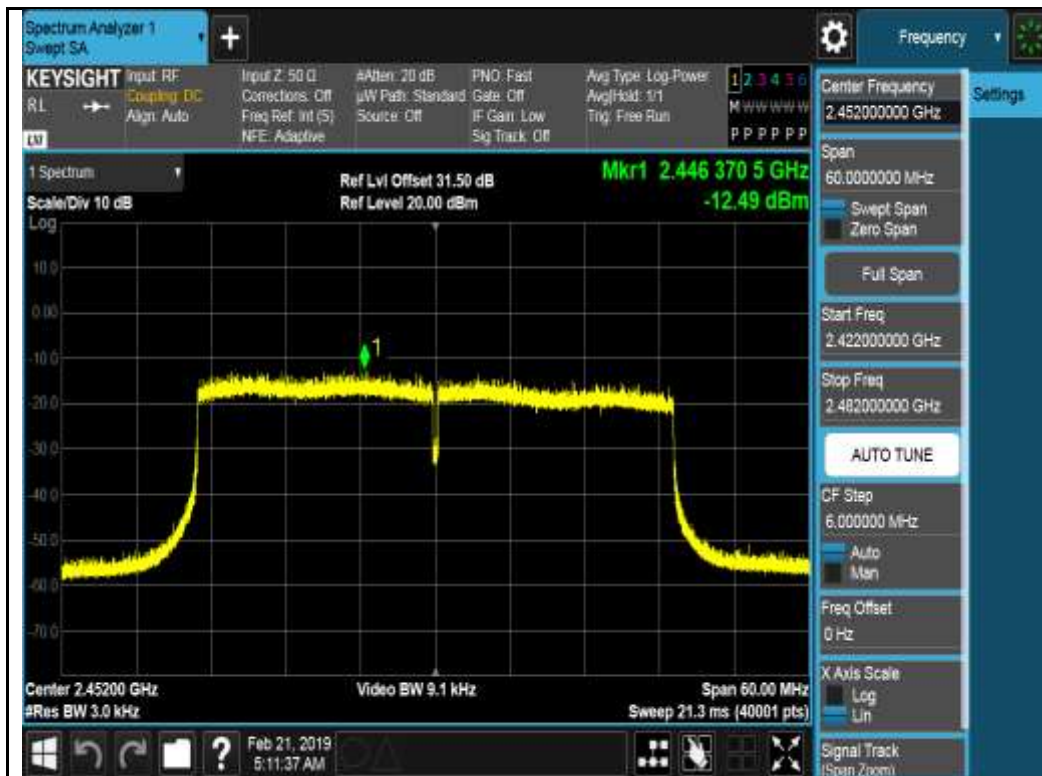 Spectrum Analyzer 1
Swept SA
+
Frequency
KEYSIGHT
RL
LXI
Input: RF
Coupling: DC
Align: Auto
Input Z: 50 Ω
Corrections: Off
Freq Ref: Int (S)
NFE: Adaptive
#Atten: 20 dB
µW Path: Standard
Source: Off
PNO: Fast
Gate: Off
IF Gain: Low
Sig Track: Off
Avg Type: Log-Power
Avg|Hold: 1/1
Trig: Free Run
1 2 3 4 5 6
M W W W W W
P P P P P P
1 Spectrum
Scale/Div 10 dB
Log
Ref Lvl Offset 31.50 dB
Ref Level 20.00 dBm
Mkr1 2.446 370 5 GHz
-12.49 dBm
10.0
0.00
-10.0
-20.0
-30.0
-40.0
-50.0
-60.0
-70.0
1
Center 2.45200 GHz
#Res BW 3.0 kHz
Video BW 9.1 kHz
Span 60.00 MHz
Sweep 21.3 ms (40001 pts)
?
Feb 21, 2019
5:11:37 AM
Center Frequency
2.452000000 GHz
Settings
Span
60.0000000 MHz
Swept Span
Zero Span
Full Span
Start Freq
2.422000000 GHz
Stop Freq
2.482000000 GHz
AUTO TUNE
CF Step
6.000000 MHz
Auto
Man
Freq Offset
0 Hz
X Axis Scale
Log
Lin
Signal Track
(Span Zoom)